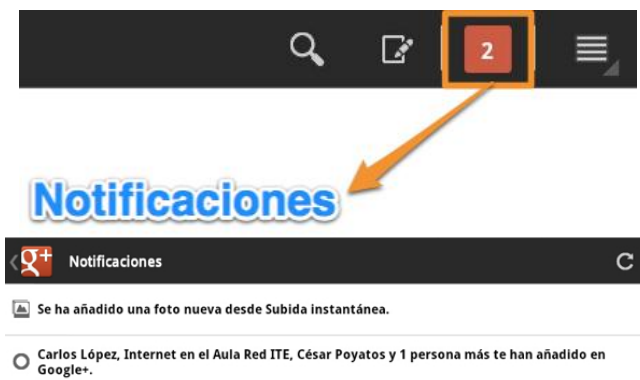 2
Notificaciones
g+ Notificaciones
Se ha añadido una foto nueva desde Subida instantánea.
Carlos López, Internet en el Aula Red ITE, César Poyatos y 1 persona más te han añadido en
Google+.